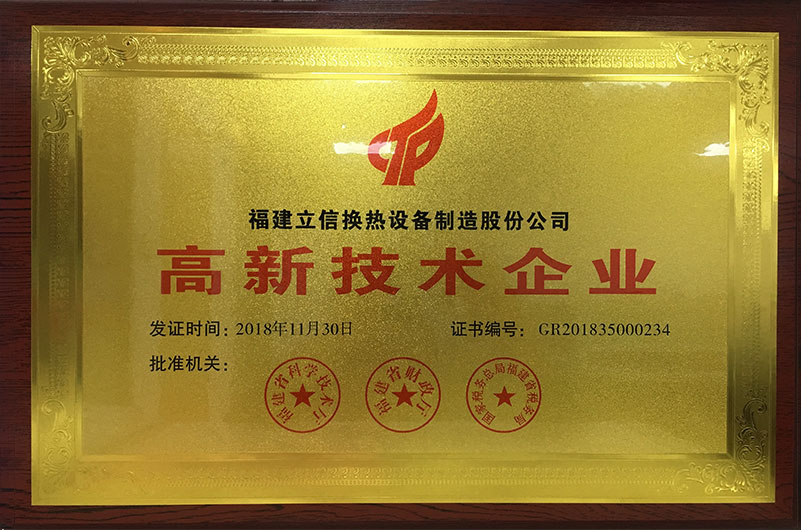 福建立信换热设备制造股份公司
高新技术企业
发证时间：2018年11月30日 证书编号：GR201835000234
批准机关：
福建省科学技术厅
福建省财政厅
国家税务总局福建省税务局